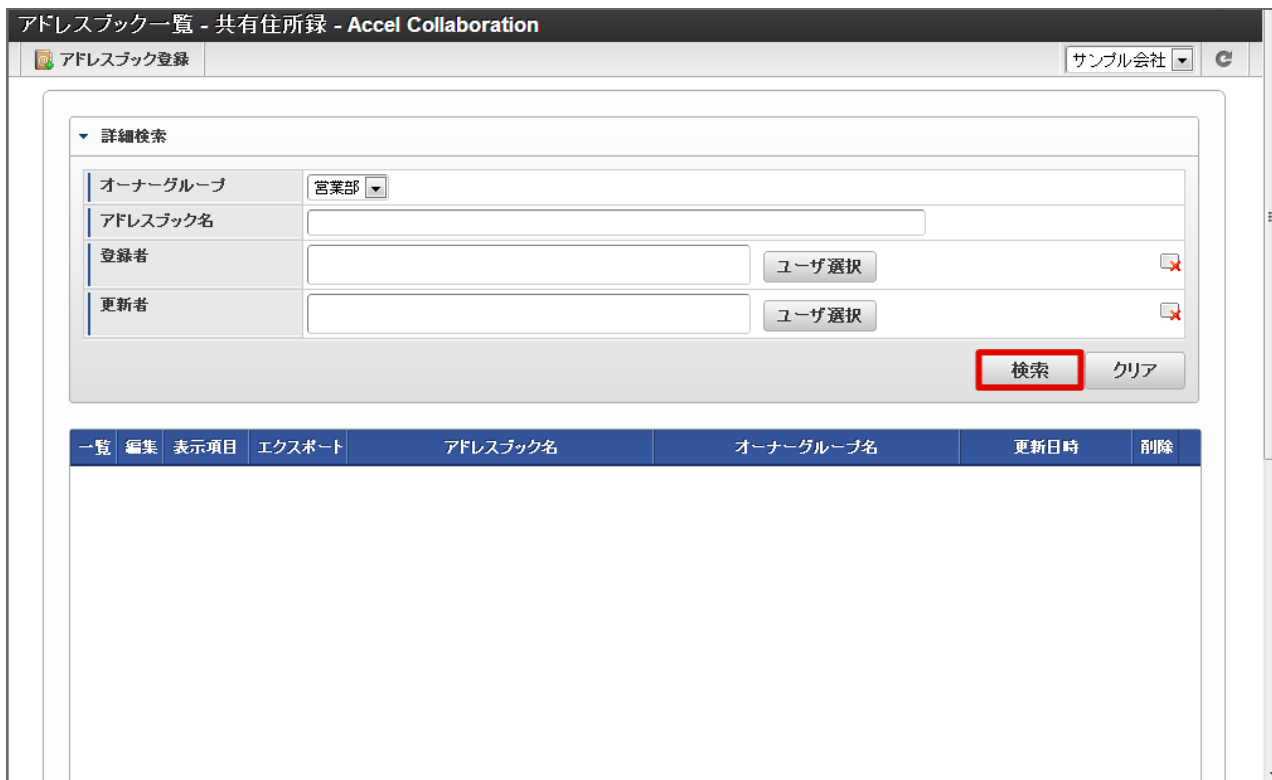 アドレスブック一覧 - 共有住所録 - Accel Collaboration
アドレスブック登録 サンプル会社
詳細検索
オーナーグループ 営業部
アドレスブック名
登録者 ユーザ選択
更新者 ユーザ選択
検索 クリア
一覧 編集 表示項目 エクスポート アドレスブック名 オーナーグループ名 更新日時 削除